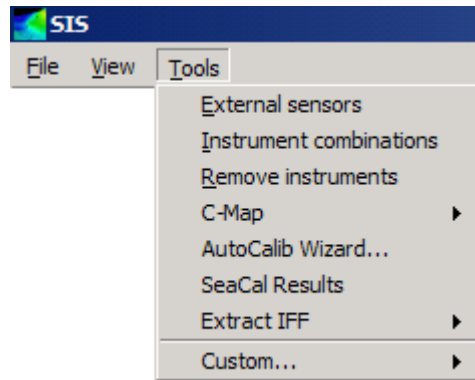 SIS
File View Tools
External sensors
Instrument combinations
Remove instruments
C-Map
AutoCalib Wizard...
SeaCal Results
Extract IFF
Custom...